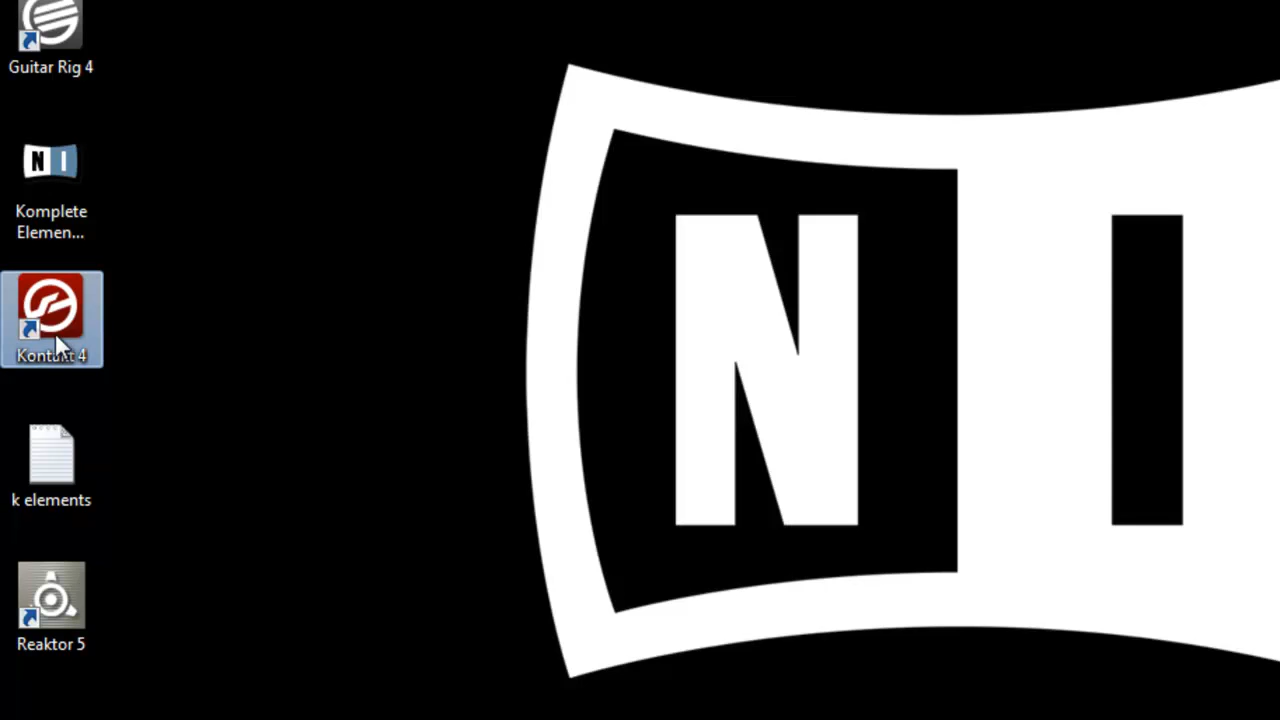 Guitar Rig 4
N I
Komplete
Elemen...
Kontakt 4
k elements
Reaktor 5
N I